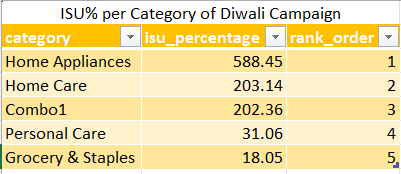 ISU% per Category of Diwali Campaign
category isu_percentage rank_order
Home Appliances 588.45 1
Home Care 203.14 2
Combo1 202.36 3
Personal Care 31.06 4
Grocery & Staples 18.05 5